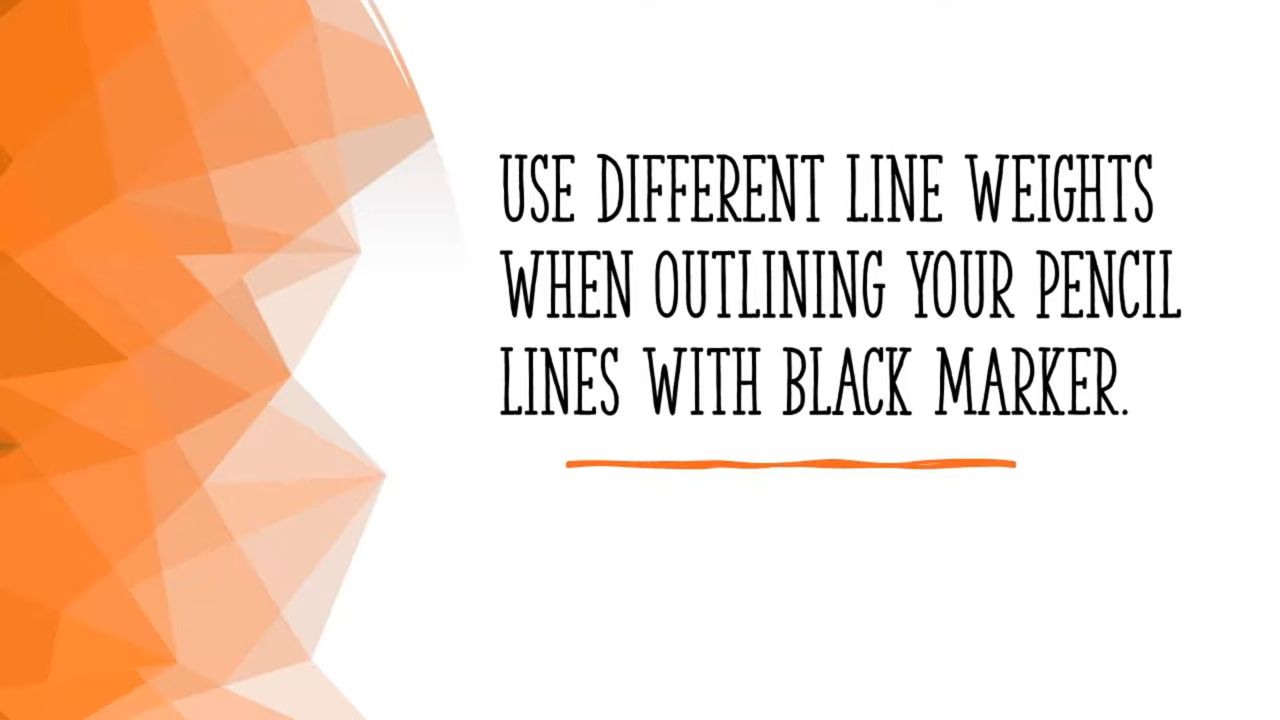 USE DIFFERENT LINE WEIGHTS
WHEN OUTLINING YOUR PENCIL
LINES WITH BLACK MARKER.